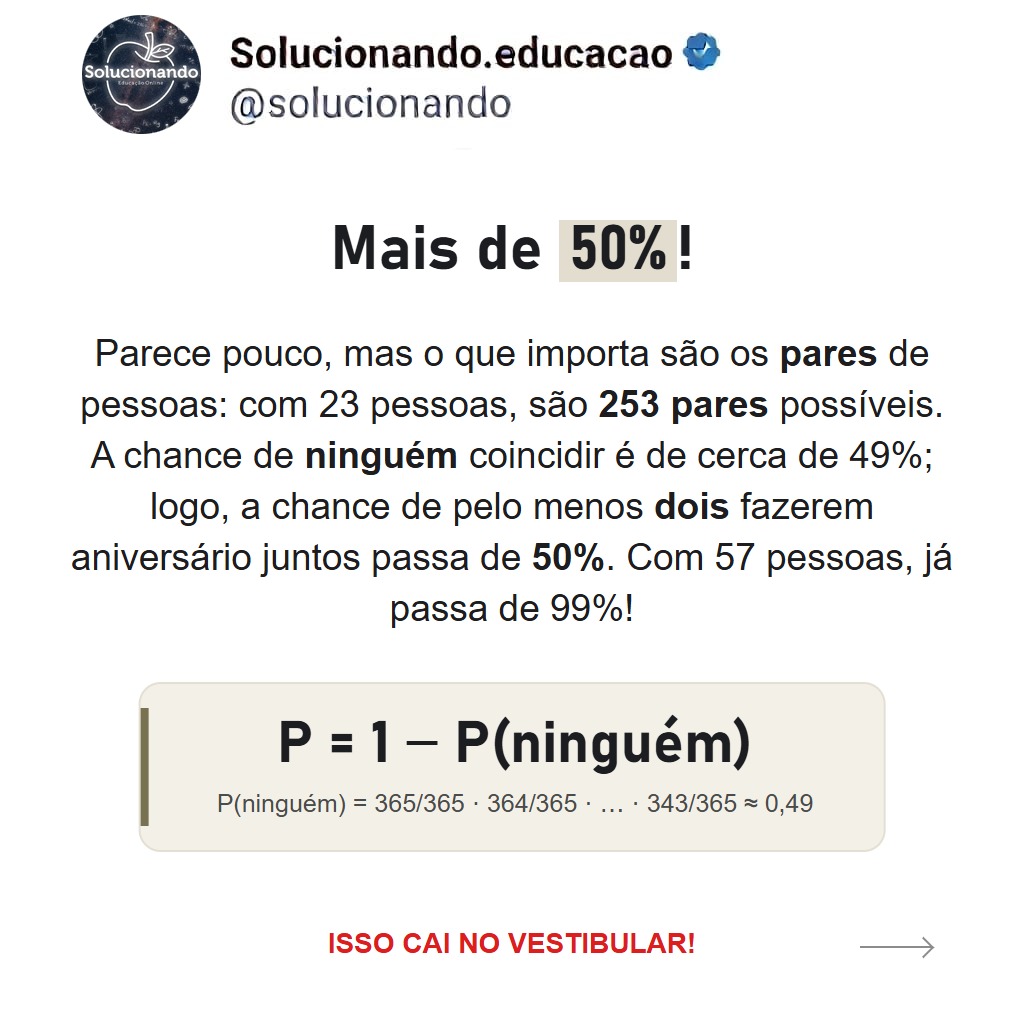 Solucionando
Educação Online
Solucionando.educacao
@solucionando
Mais de 50%!
Parece pouco, mas o que importa são os pares de
pessoas: com 23 pessoas, são 253 pares possíveis.
A chance de ninguém coincidir é de cerca de 49%;
logo, a chance de pelo menos dois fazerem
aniversário juntos passa de 50%. Com 57 pessoas, já
passa de 99%!
P = 1 – P(ninguém)
P(ninguém) = 365/365 · 364/365 · … · 343/365 ≈ 0,49
ISSO CAI NO VESTIBULAR!